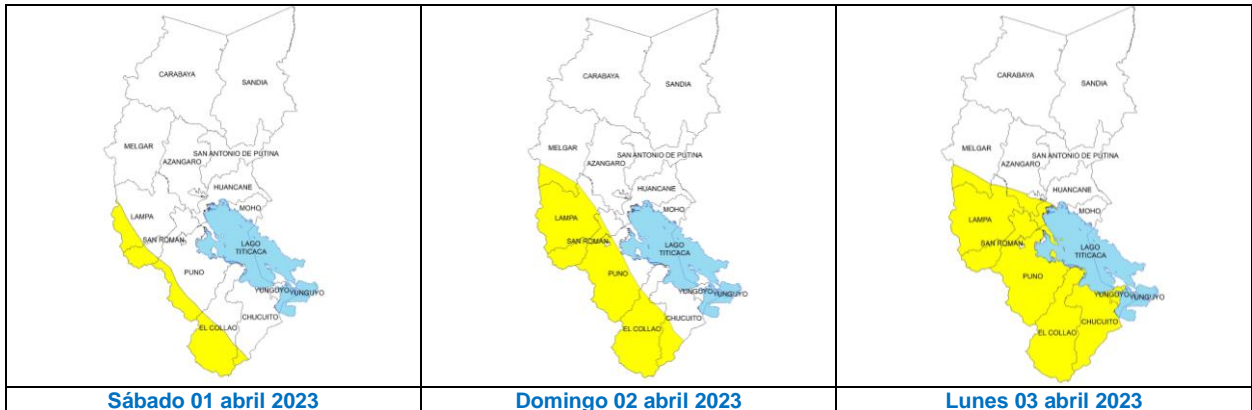 CARABAYA
SANDIA
MELGAR
SAN ANTONIO DE PUTINA
AZANGARO
HUANCANE
LAMPA
MOHO
SAN ROMAN
LAGO
TITICACA
PUNO
YUNGUYO
YUNGUYO
EL COLLAO
CHUCUITO
Sábado 01 abril 2023
CARABAYA
SANDIA
MELGAR
SAN ANTONIO DE PUTINA
AZANGARO
HUANCANE
LAMPA
MOHO
SAN ROMAN
LAGO
TITICACA
PUNO
YUNGUYO
YUNGUYO
CHUCUITO
EL COLLAO
Domingo 02 abril 2023
CARABAYA
SANDIA
MELGAR
SAN ANTONIO DE PUTINA
AZANGARO
HUANCANE
LAMPA
MOHO
SAN ROMAN
LAGO
TITICACA
PUNO
YUNGUYO
YUNGUYO
CHUCUITO
EL COLLAO
Lunes 03 abril 2023